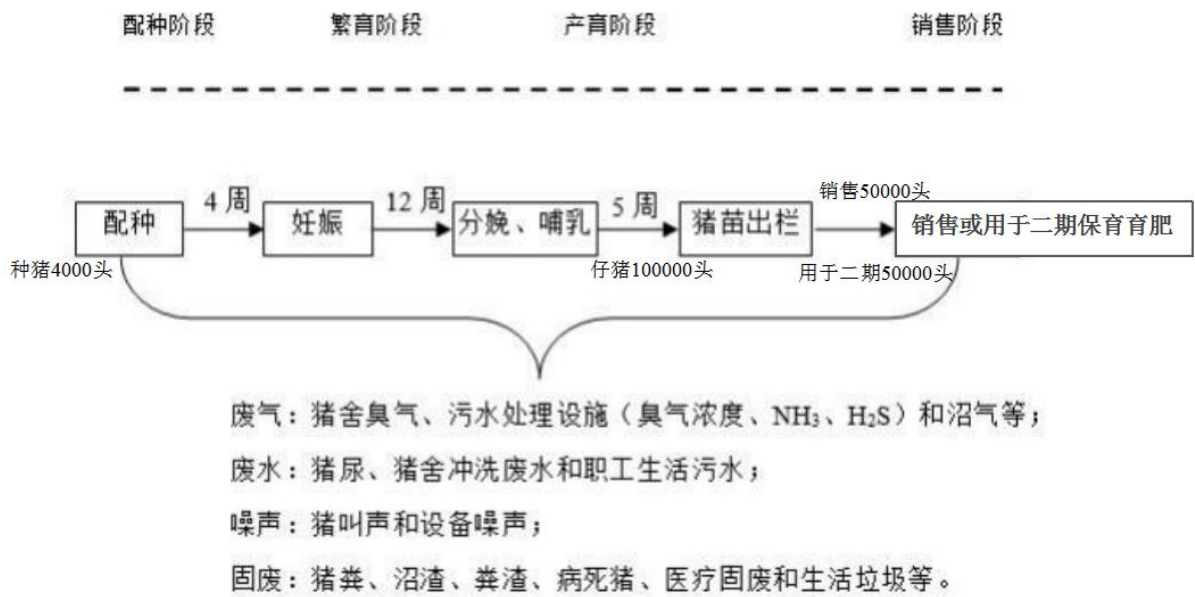 配种阶段 繁育阶段 产育阶段 销售阶段
4周 12周 5周 销售50000头
配种 妊娠 分娩、哺乳 猪苗出栏 销售或用于二期保育育肥
种猪4000头 仔猪100000头 用于二期50000头
废气：猪舍臭气、污水处理设施（臭气浓度、NH₃、H₂S）和沼气等；
废水：猪尿、猪舍冲洗废水和职工生活污水；
噪声：猪叫声和设备噪声；
固废：猪粪、沼渣、粪渣、病死猪、医疗固废和生活垃圾等。